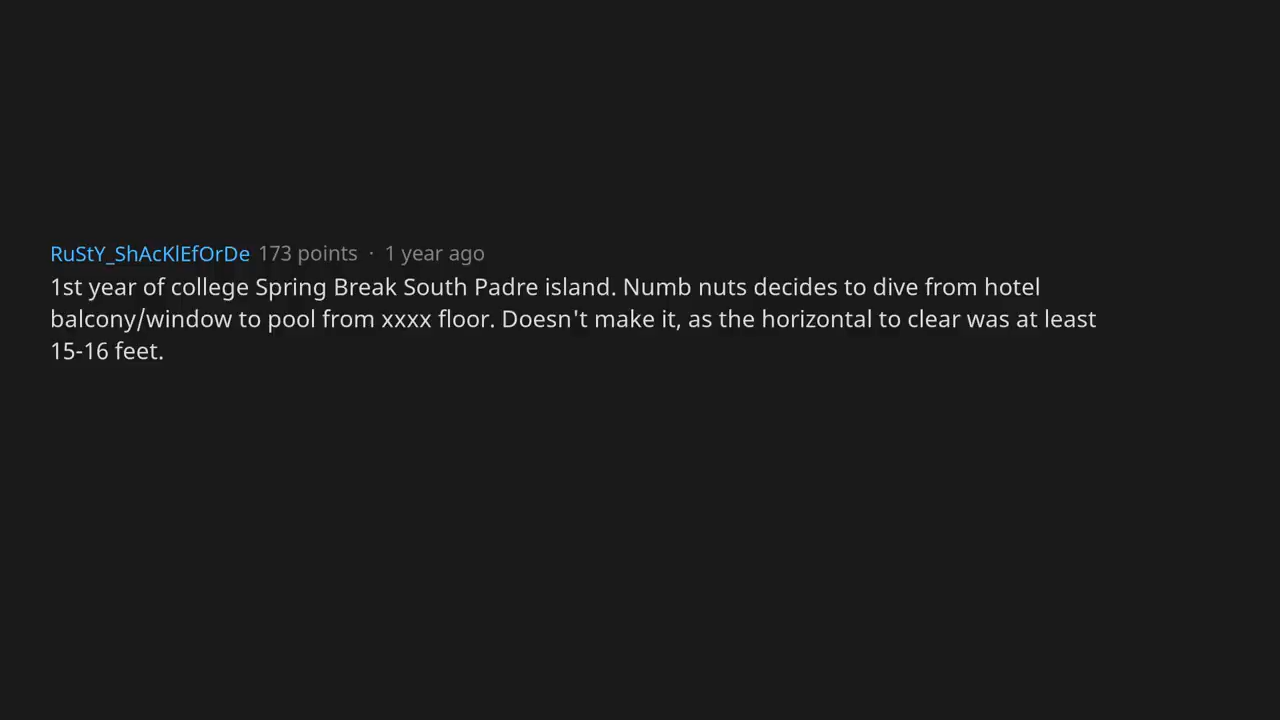 RuStY_ShAcKlEfOrDe 173 points · 1 year ago
1st year of college Spring Break South Padre island. Numb nuts decides to dive from hotel
balcony/window to pool from xxxx floor. Doesn't make it, as the horizontal to clear was at least
15-16 feet.